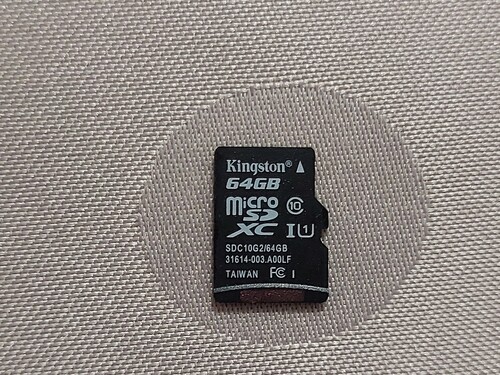 Kingston®
64GB
micro
SD
XC I U1
10
SDC10G2/64GB
31614-003.A00LF
TAIWAN FC I